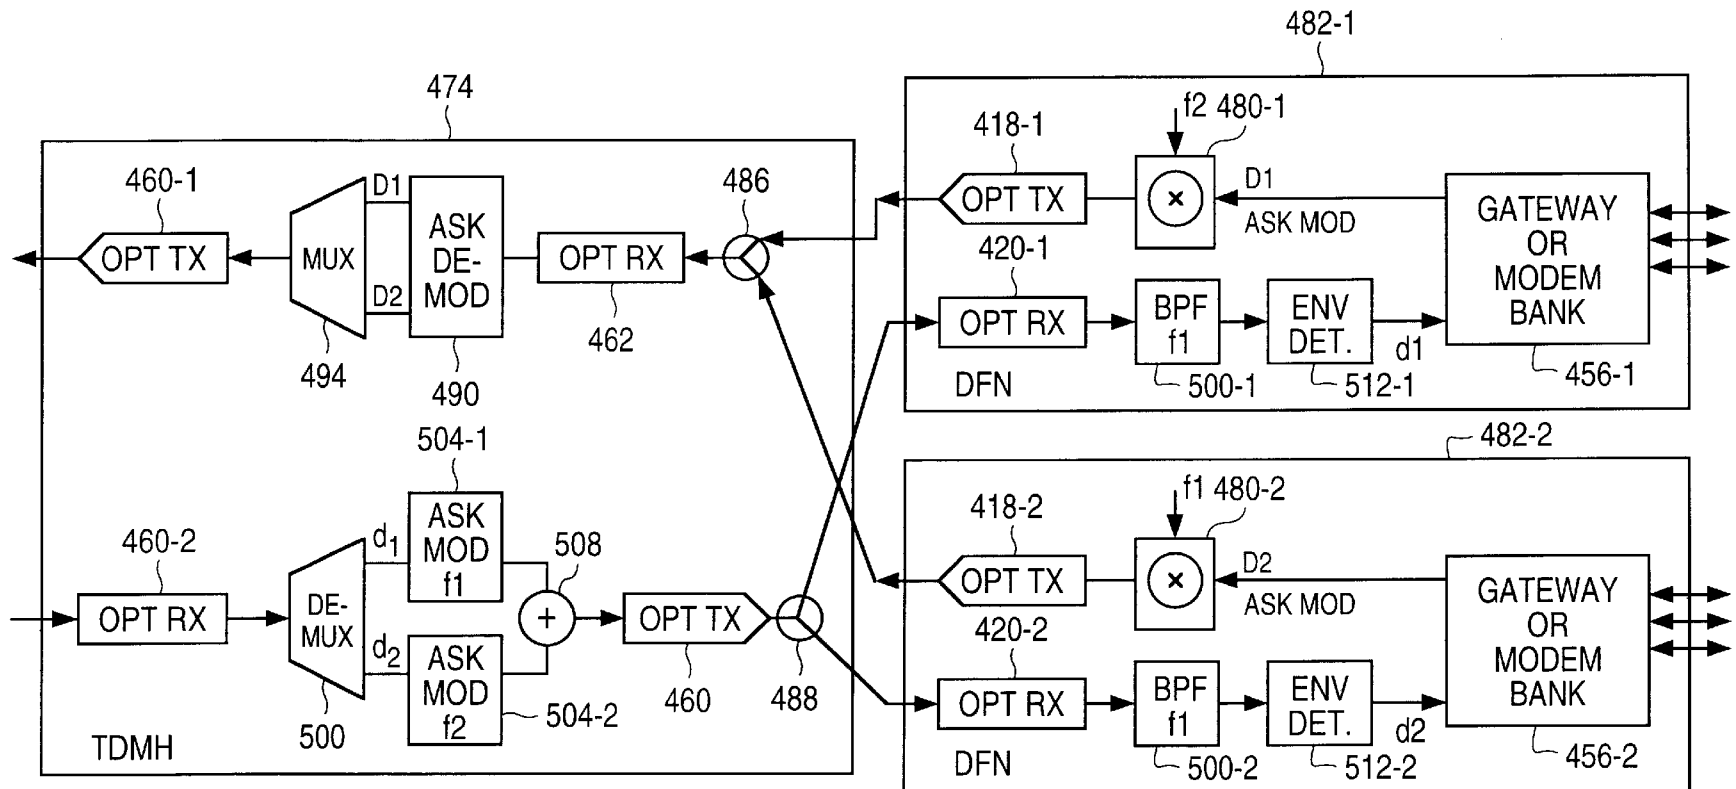 482-1
474
460-1
OPT TX
MUX
494
D1
D2
ASK
DE-
MOD
490
OPT RX
462
486
460-2
OPT RX
DE-
MUX
500
d1
d2
504-1
ASK
MOD
f1
ASK
MOD
f2
504-2
508
+
OPT TX
460
488
TDMH
418-1
OPT TX
f2 480-1
×
D1
ASK MOD
GATEWAY
OR
MODEM
BANK
456-1
420-1
OPT RX
BPF
f1
500-1
ENV
DET.
512-1
d1
DFN
482-2
418-2
OPT TX
f1 480-2
×
D2
ASK MOD
GATEWAY
OR
MODEM
BANK
456-2
420-2
OPT RX
BPF
f1
500-2
ENV
DET.
512-2
d2
DFN